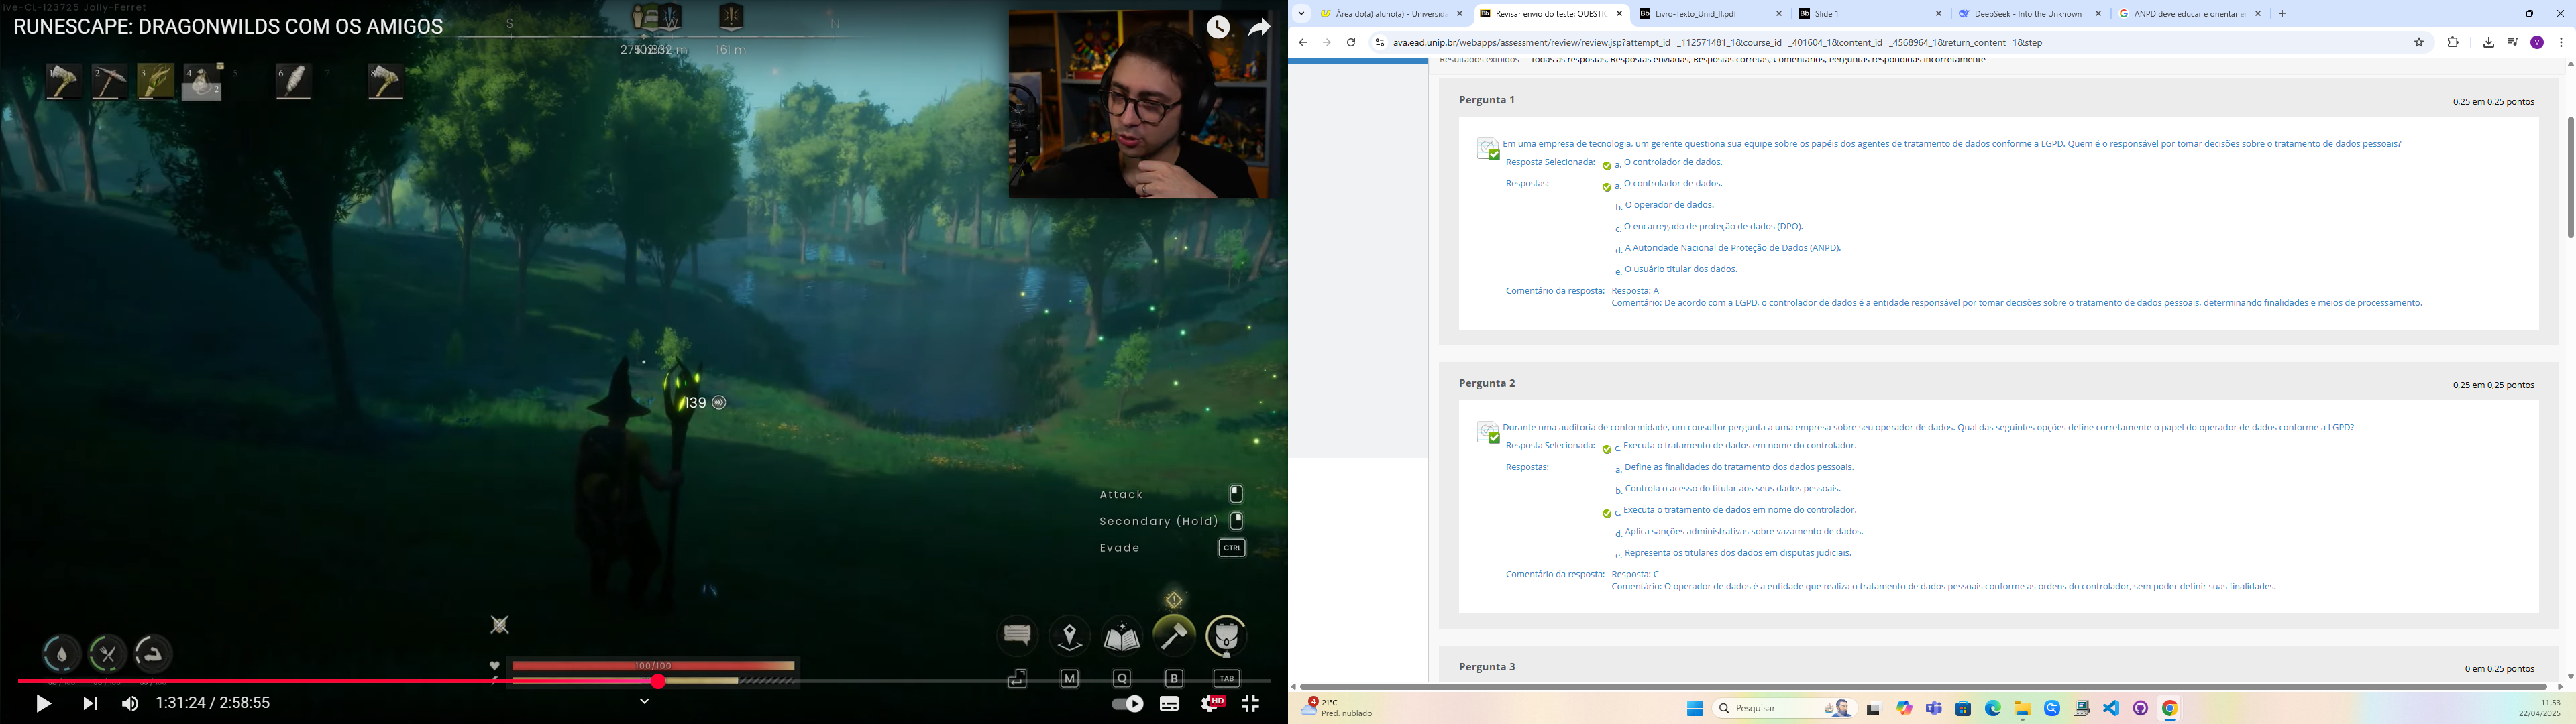 live-CL-123725 Jolly-Ferret
RUNESCAPE: DRAGONWILDS COM OS AMIGOS
S
W
N
161 m
1
2
3
4
2
5
6
7
8
139
Attack
Secondary (Hold)
Evade
CTRL
100/100
M
Q
B
TAB
1:31:24 / 2:58:55
HD
Área do(a) aluno(a) - Universida
Revisar envio do teste: QUESTIO
Livro-Texto_Unid_II.pdf
Slide 1
DeepSeek - Into the Unknown
ANPD deve educar e orientar e
ava.ead.unip.br/webapps/assessment/review/review.jsp?attempt_id=_112571481_1&course_id=_401604_1&content_id=_4568964_1&return_content=1&step=
V
Resultados exibidos Todas as respostas, Respostas enviadas, Respostas corretas, Comentários, Perguntas respondidas incorretamente
Pergunta 1
0,25 em 0,25 pontos
Em uma empresa de tecnologia, um gerente questiona sua equipe sobre os papéis dos agentes de tratamento de dados conforme a LGPD. Quem é o responsável por tomar decisões sobre o tratamento de dados pessoais?
Resposta Selecionada: a. O controlador de dados.
Respostas: a. O controlador de dados.
b. O operador de dados.
c. O encarregado de proteção de dados (DPO).
d. A Autoridade Nacional de Proteção de Dados (ANPD).
e. O usuário titular dos dados.
Comentário da resposta: Resposta: A
Comentário: De acordo com a LGPD, o controlador de dados é a entidade responsável por tomar decisões sobre o tratamento de dados pessoais, determinando finalidades e meios de processamento.
Pergunta 2
0,25 em 0,25 pontos
Durante uma auditoria de conformidade, um consultor pergunta a uma empresa sobre seu operador de dados. Qual das seguintes opções define corretamente o papel do operador de dados conforme a LGPD?
Resposta Selecionada: c. Executa o tratamento de dados em nome do controlador.
Respostas: a. Define as finalidades do tratamento dos dados pessoais.
b. Controla o acesso do titular aos seus dados pessoais.
c. Executa o tratamento de dados em nome do controlador.
d. Aplica sanções administrativas sobre vazamento de dados.
e. Representa os titulares dos dados em disputas judiciais.
Comentário da resposta: Resposta: C
Comentário: O operador de dados é a entidade que realiza o tratamento de dados pessoais conforme as ordens do controlador, sem poder definir suas finalidades.
Pergunta 3
0 em 0,25 pontos
4
21°C
Pred. nublado
Pesquisar
11:53
22/04/2025